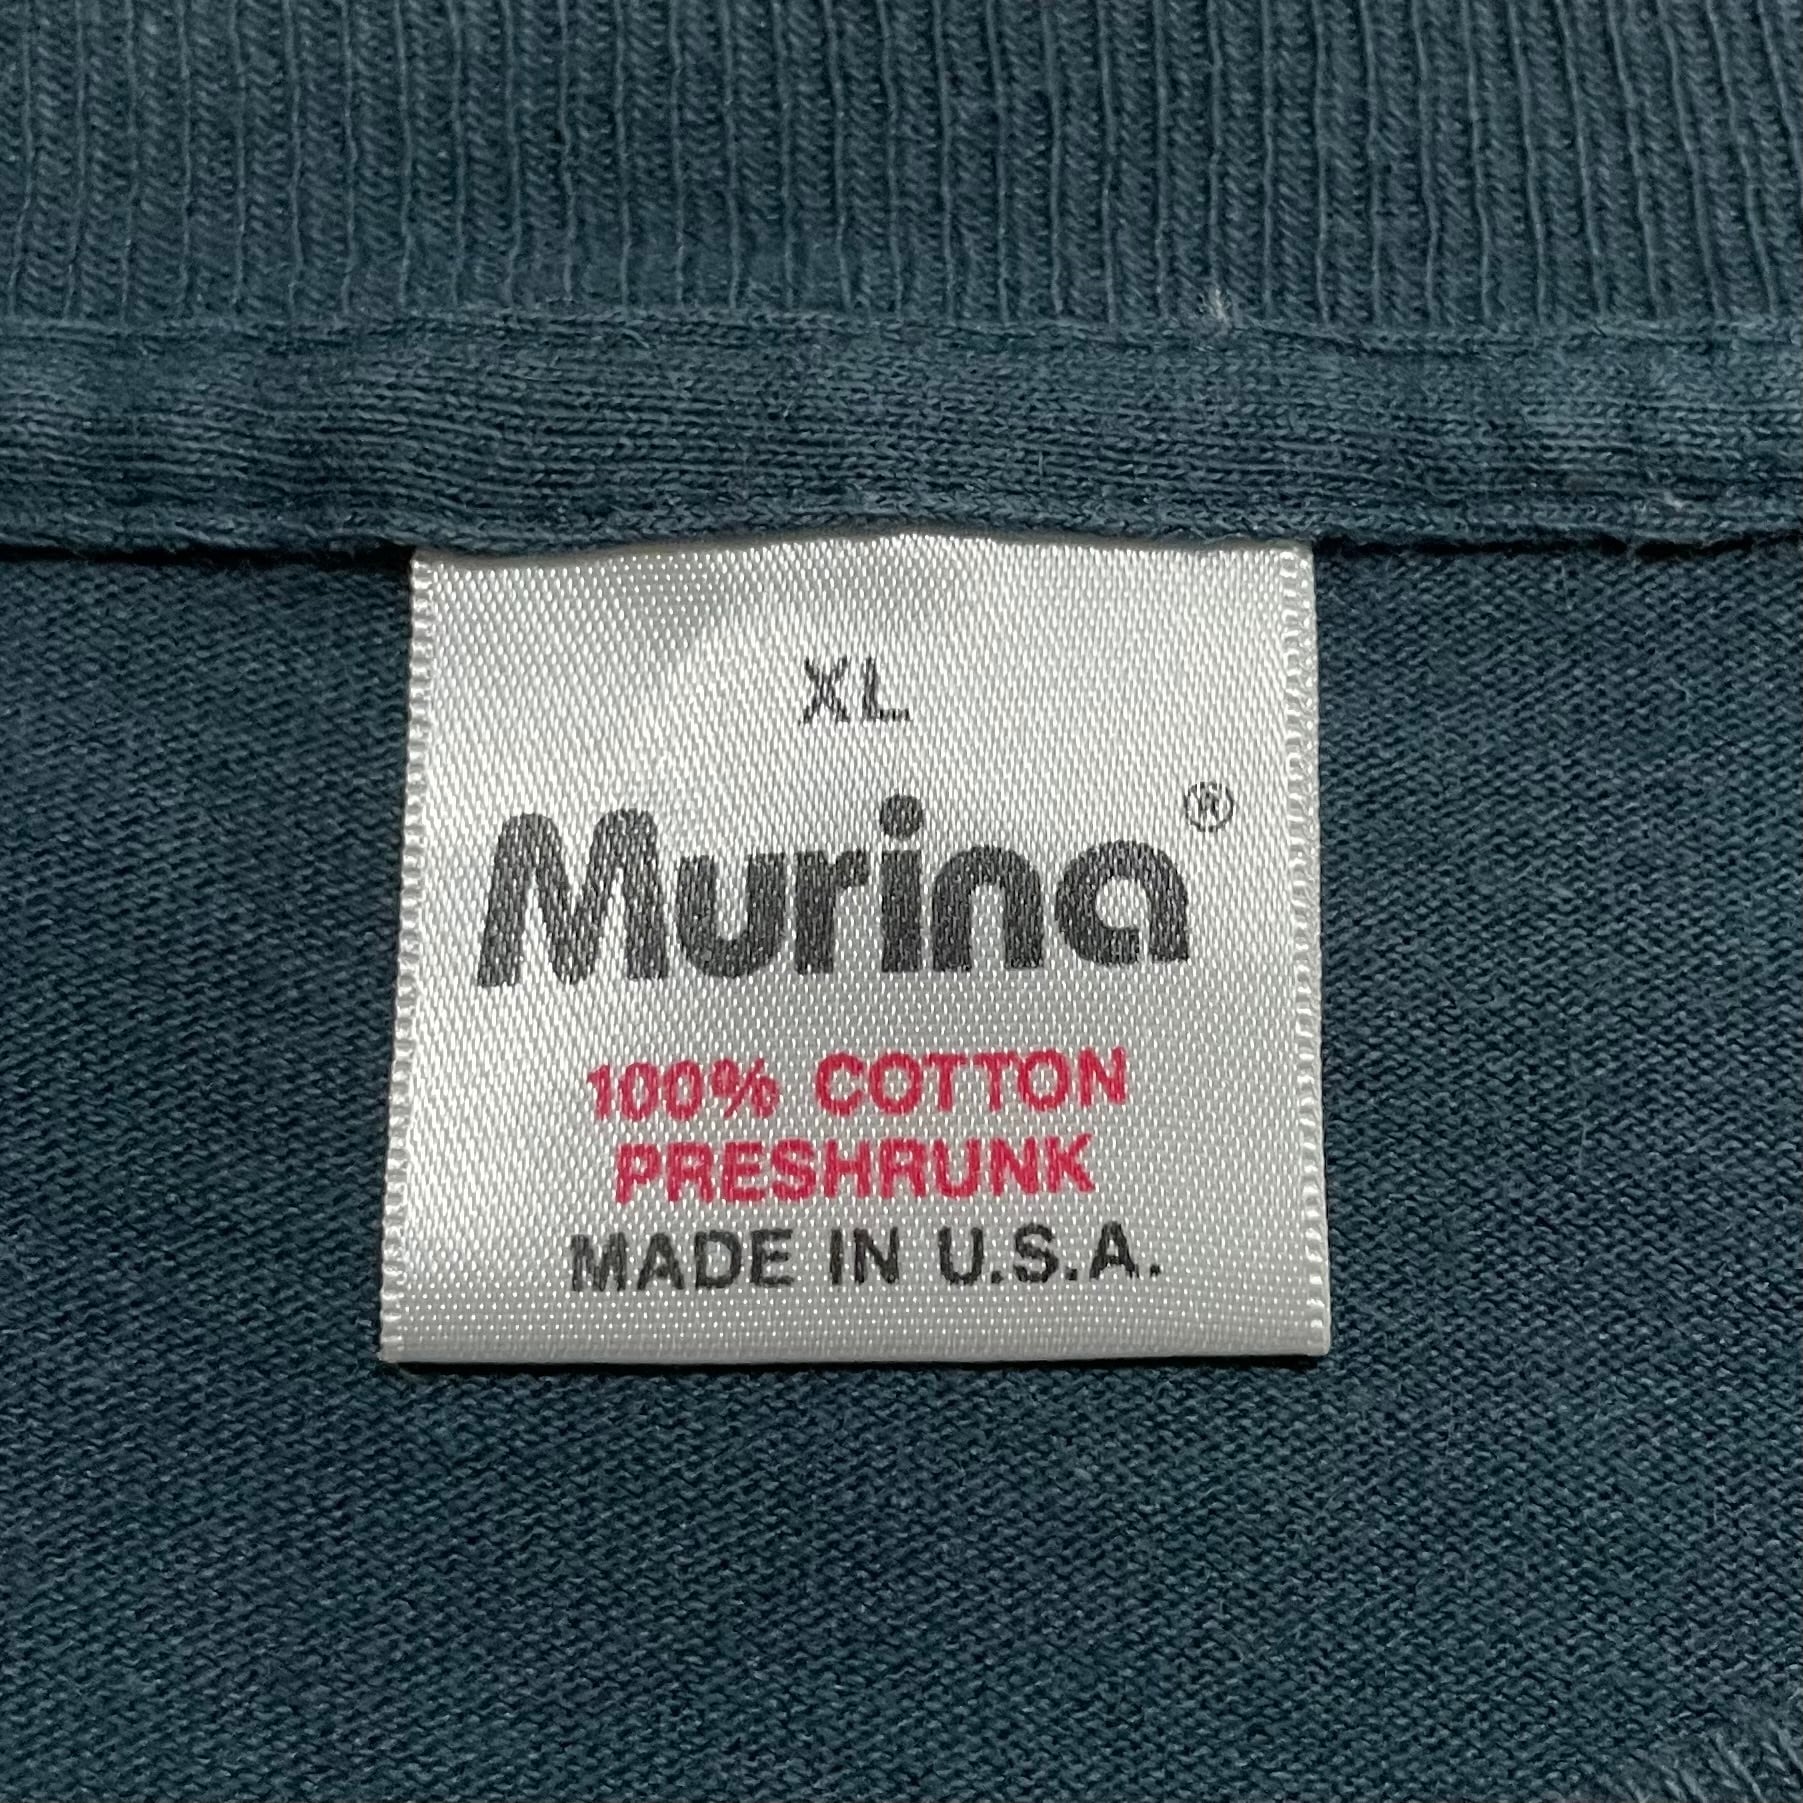 XL
Murina®
100% COTTON
PRESHRUNK
MADE IN U.S.A.